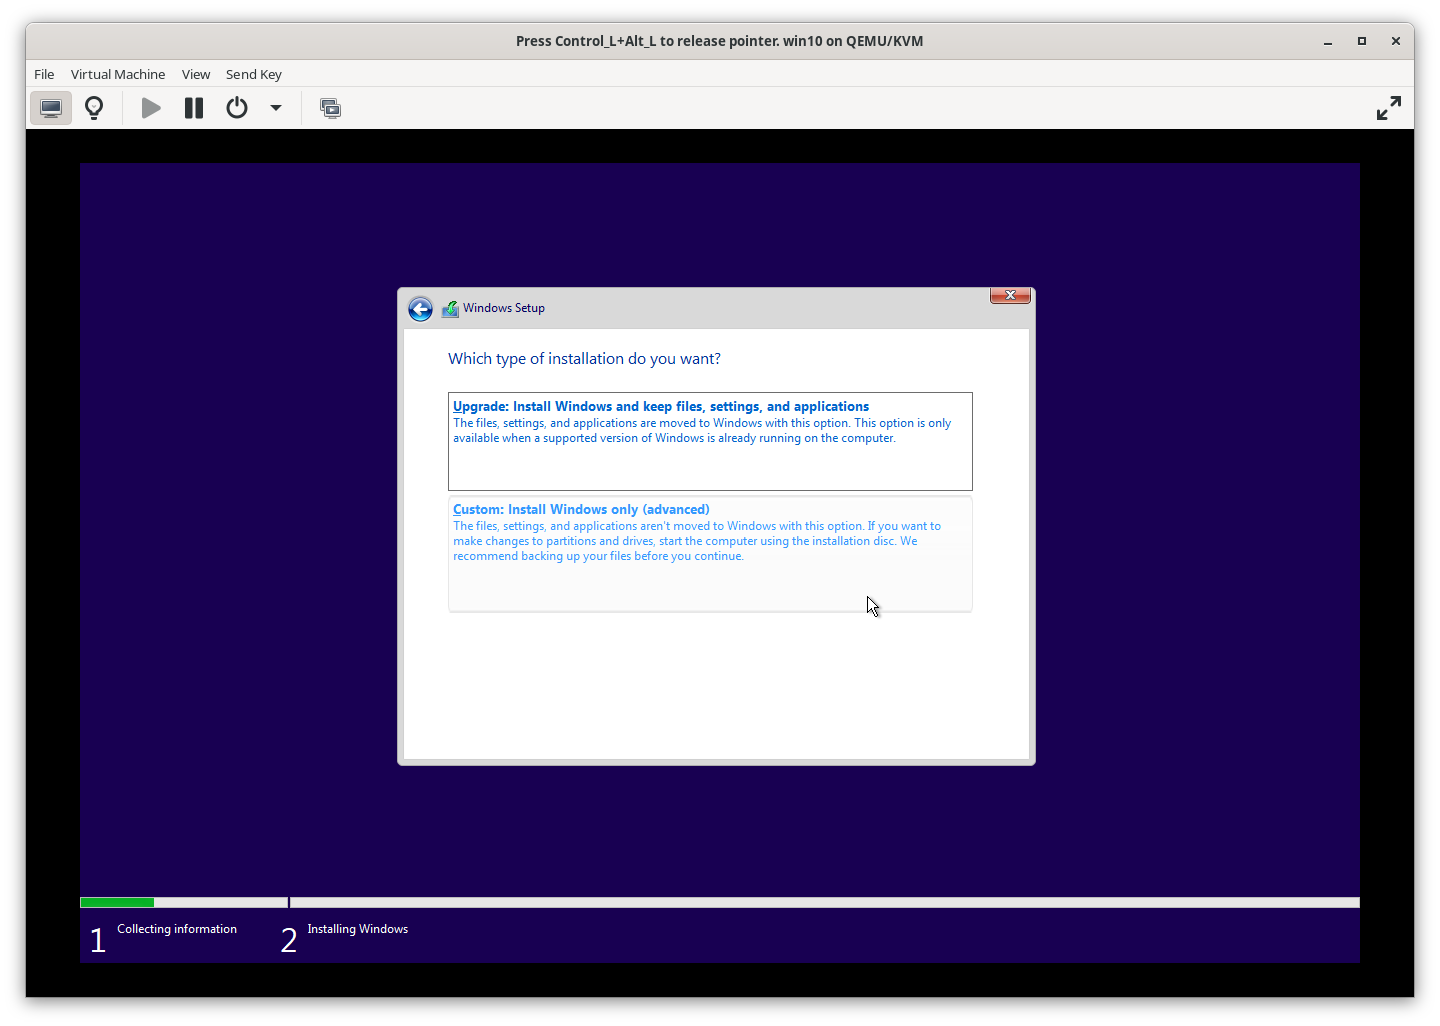 Press Control_L+Alt_L to release pointer. win10 on QEMU/KVM
File Virtual Machine View Send Key
Windows Setup
Which type of installation do you want?
Upgrade: Install Windows and keep files, settings, and applications
The files, settings, and applications are moved to Windows with this option. This option is only
available when a supported version of Windows is already running on the computer.
Custom: Install Windows only (advanced)
The files, settings, and applications aren't moved to Windows with this option. If you want to
make changes to partitions and drives, start the computer using the installation disc. We
recommend backing up your files before you continue.
1 Collecting information 2 Installing Windows